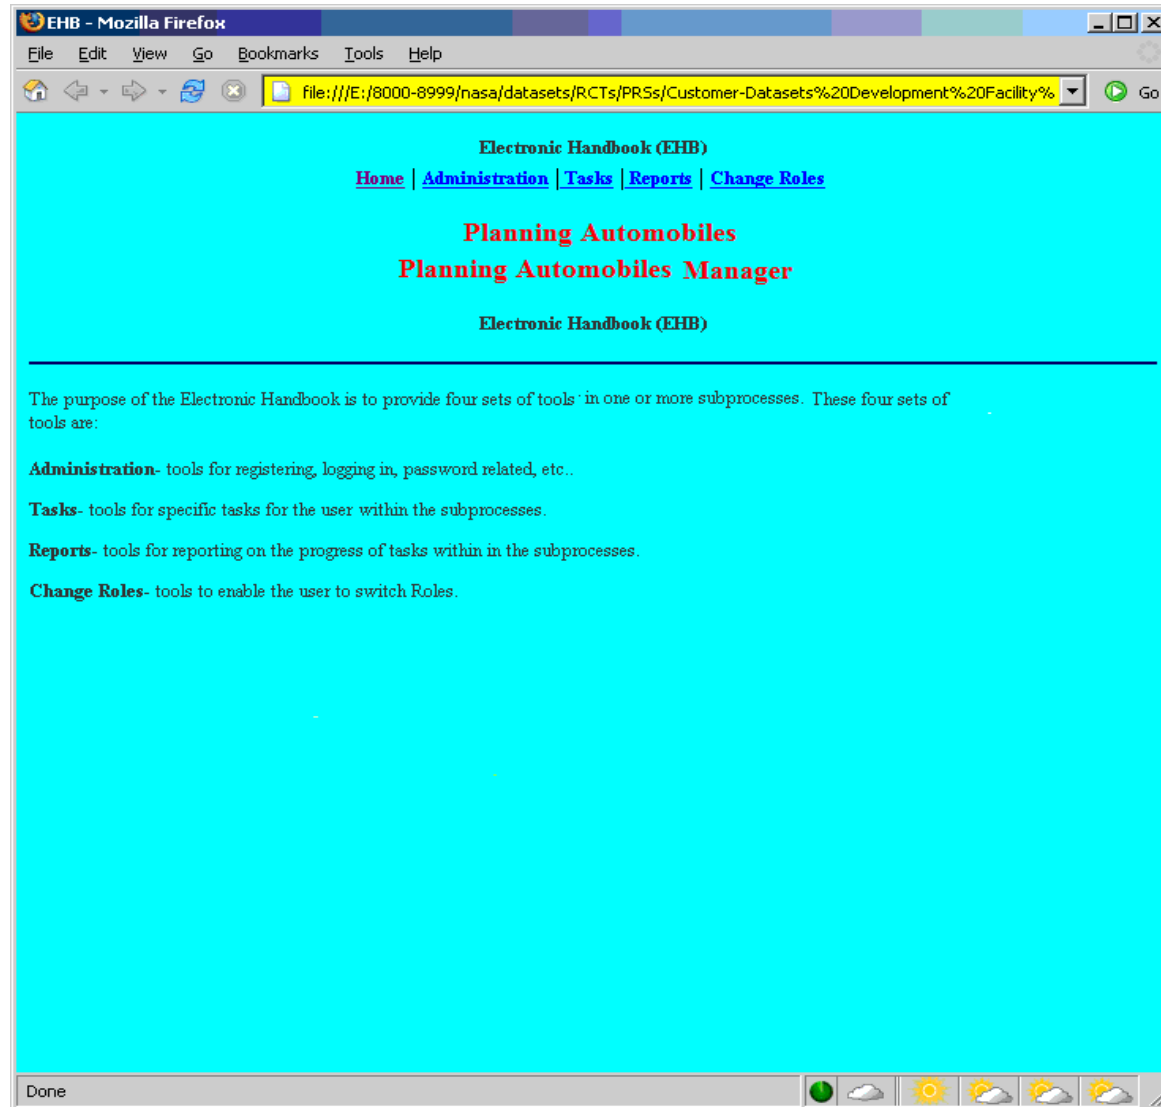 EHB - Mozilla Firefox
File Edit View Go Bookmarks Tools Help
file:///E:/8000-8999/nasa/datasets/RCTs/PRSs/Customer-Datasets%20Development%20Facility% Go
Electronic Handbook (EHB)
Home | Administration | Tasks | Reports | Change Roles
Planning Automobiles
Planning Automobiles Manager
Electronic Handbook (EHB)
The purpose of the Electronic Handbook is to provide four sets of tools in one or more subprocesses. These four sets of
tools are:
Administration- tools for registering, logging in, password related, etc..
Tasks- tools for specific tasks for the user within the subprocesses.
Reports- tools for reporting on the progress of tasks within in the subprocesses.
Change Roles- tools to enable the user to switch Roles.
Done